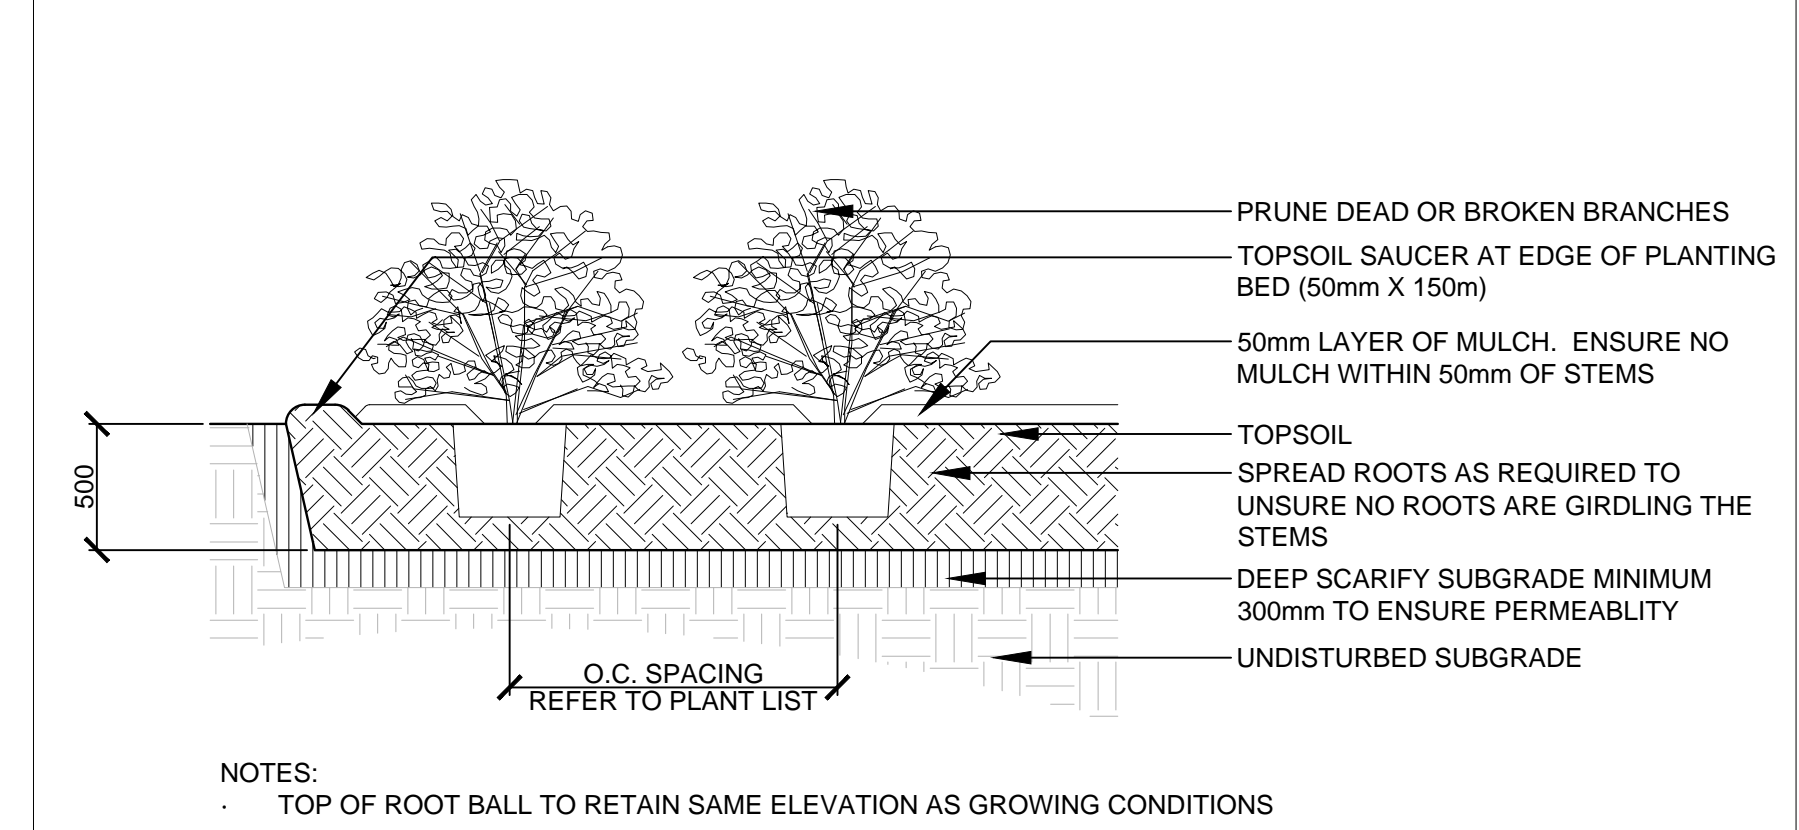 PRUNE DEAD OR BROKEN BRANCHES
TOPSOIL SAUCER AT EDGE OF PLANTING
BED (50mm X 150m)
50mm LAYER OF MULCH.  ENSURE NO
MULCH WITHIN 50mm OF STEMS
TOPSOIL
SPREAD ROOTS AS REQUIRED TO
UNSURE NO ROOTS ARE GIRDLING THE
STEMS
DEEP SCARIFY SUBGRADE MINIMUM
300mm TO ENSURE PERMEABLITY
UNDISTURBED SUBGRADE
500
O.C. SPACING
REFER TO PLANT LIST
NOTES:
· TOP OF ROOT BALL TO RETAIN SAME ELEVATION AS GROWING CONDITIONS